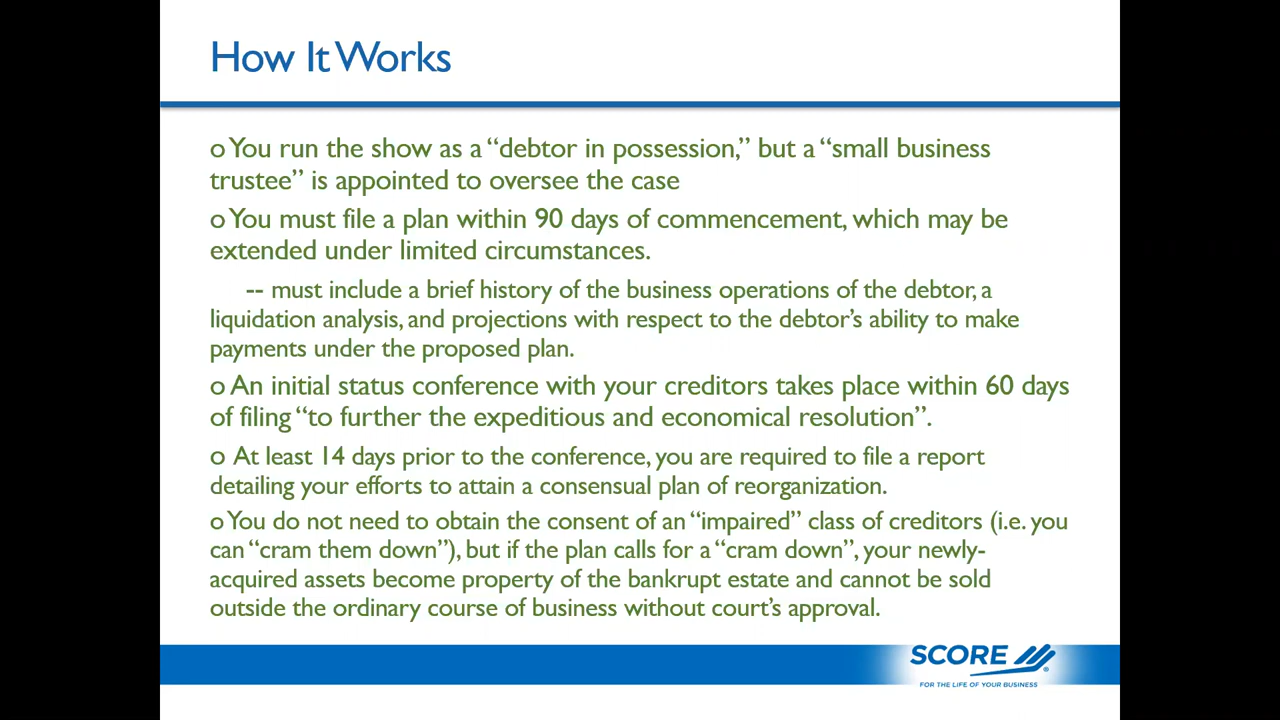 How It Works
o You run the show as a “debtor in possession,” but a “small business
trustee” is appointed to oversee the case
o You must file a plan within 90 days of commencement, which may be
extended under limited circumstances.
-- must include a brief history of the business operations of the debtor, a
liquidation analysis, and projections with respect to the debtor’s ability to make
payments under the proposed plan.
o An initial status conference with your creditors takes place within 60 days
of filing “to further the expeditious and economical resolution”.
o At least 14 days prior to the conference, you are required to file a report
detailing your efforts to attain a consensual plan of reorganization.
o You do not need to obtain the consent of an “impaired” class of creditors (i.e. you
can “cram them down”), but if the plan calls for a “cram down”, your newly-
acquired assets become property of the bankrupt estate and cannot be sold
outside the ordinary course of business without court’s approval.
SCORE
FOR THE LIFE OF YOUR BUSINESS